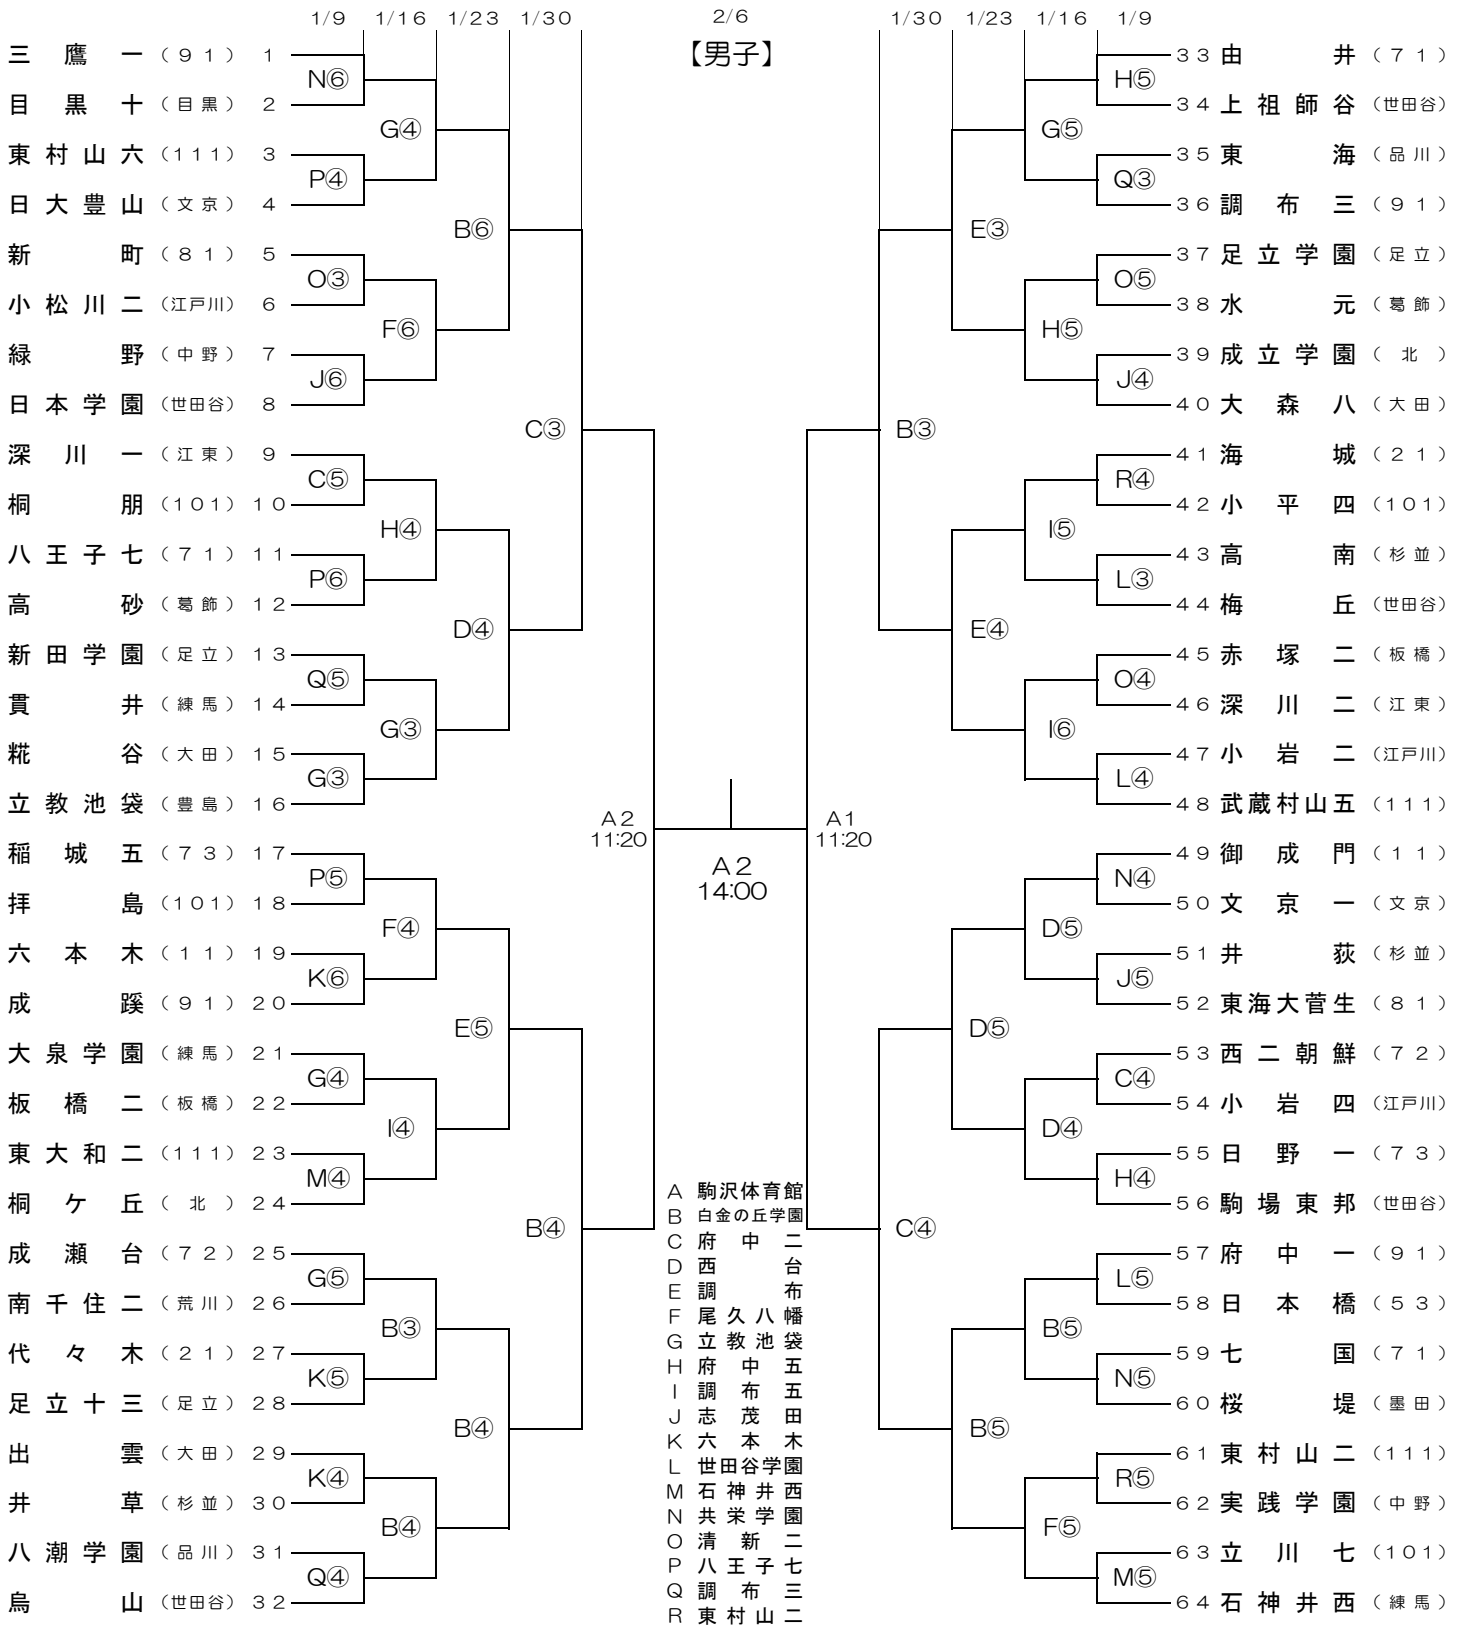 1/9 1/16 1/23 1/30 2/6 1/30 1/23 1/16 1/9
【男子】
三鷹一 (91) 1
目黒十 (目黒) 2
東村山六 (111) 3
日大豊山 (文京) 4
新町 (81) 5
小松川二 (江戸川) 6
緑野 (中野) 7
日本学園 (世田谷) 8
深川一 (江東) 9
桐朋 (101) 10
八王子七 (71) 11
高砂 (葛飾) 12
新田学園 (足立) 13
貫井 (練馬) 14
糀谷 (大田) 15
立教池袋 (豊島) 16
稲城五 (73) 17
拝島 (101) 18
六本木 (11) 19
成蹊 (91) 20
大泉学園 (練馬) 21
板橋二 (板橋) 22
東大和二 (111) 23
桐ケ丘 (北) 24
成瀬台 (72) 25
南千住二 (荒川) 26
代々木 (21) 27
足立十三 (足立) 28
出雲 (大田) 29
井草 (杉並) 30
八潮学園 (品川) 31
烏山 (世田谷) 32
N⑥
P④
O③
J⑥
C⑤
P⑥
Q⑤
G③
P⑤
K⑥
G④
M④
G⑤
K⑤
K④
Q④
G④
F⑥
H④
G③
F④
I④
B③
B④
B⑥
D④
E⑤
B④
C③
B④
A2
11:20
A2
14:00
A1
11:20
A 駒沢体育館
B 白金の丘学園
C 府中二
D 西台
E 調布
F 尾久八幡
G 立教池袋
H 府中五
I 調布五
J 志茂田
K 六本木
L 世田谷学園
M 石神井西
N 共栄学園
O 清新二
P 八王子七
Q 調布三
R 東村山二
B③
C④
E③
E④
D⑤
B⑤
G⑤
H⑤
I⑤
I⑥
D⑤
D④
B⑤
F⑤
H⑤
Q③
O⑤
J④
R④
L③
O④
L④
N④
J⑤
C④
H④
L⑤
N⑤
R⑤
M⑤
33 由井 (71)
34 上祖師谷 (世田谷)
35 東海 (品川)
36 調布三 (91)
37 足立学園 (足立)
38 水元 (葛飾)
39 成立学園 (北)
40 大森八 (大田)
41 海城 (21)
42 小平四 (101)
43 高南 (杉並)
44 梅丘 (世田谷)
45 赤塚二 (板橋)
46 深川二 (江東)
47 小岩二 (江戸川)
48 武蔵村山五 (111)
49 御成門 (11)
50 文京一 (文京)
51 井荻 (杉並)
52 東海大菅生 (81)
53 西二朝鮮 (72)
54 小岩四 (江戸川)
55 日野一 (73)
56 駒場東邦 (世田谷)
57 府中一 (91)
58 日本橋 (53)
59 七国 (71)
60 桜堤 (墨田)
61 東村山二 (111)
62 実践学園 (中野)
63 立川七 (101)
64 石神井西 (練馬)